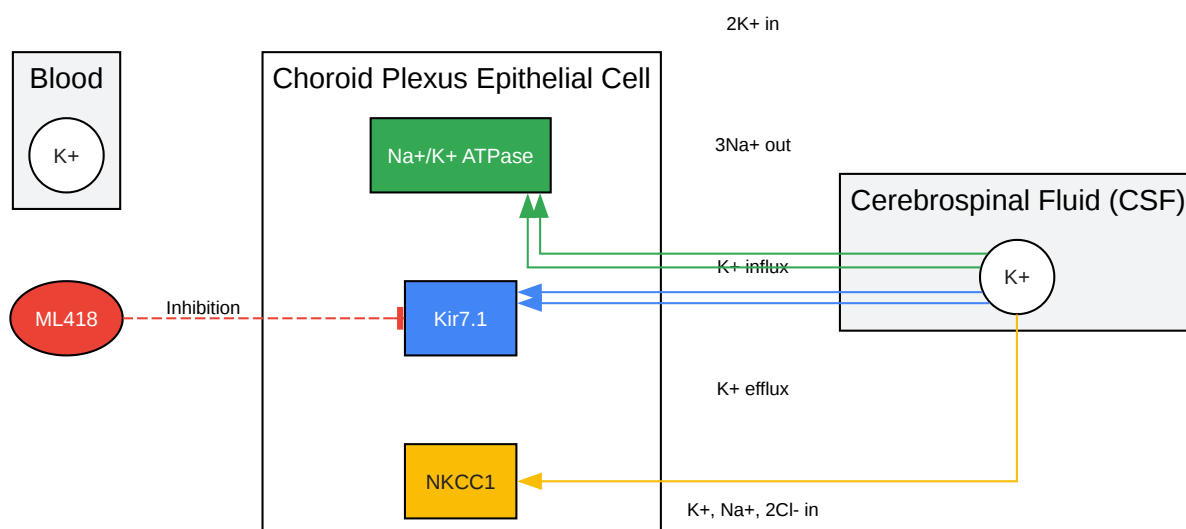 2K+ in
Blood
Choroid Plexus Epithelial Cell
K+
Na+/K+ ATPase
3Na+ out
Cerebrospinal Fluid (CSF)
K+ influx
K+
ML418
Inhibition
Kir7.1
K+ efflux
NKCC1
K+, Na+, 2Cl- in